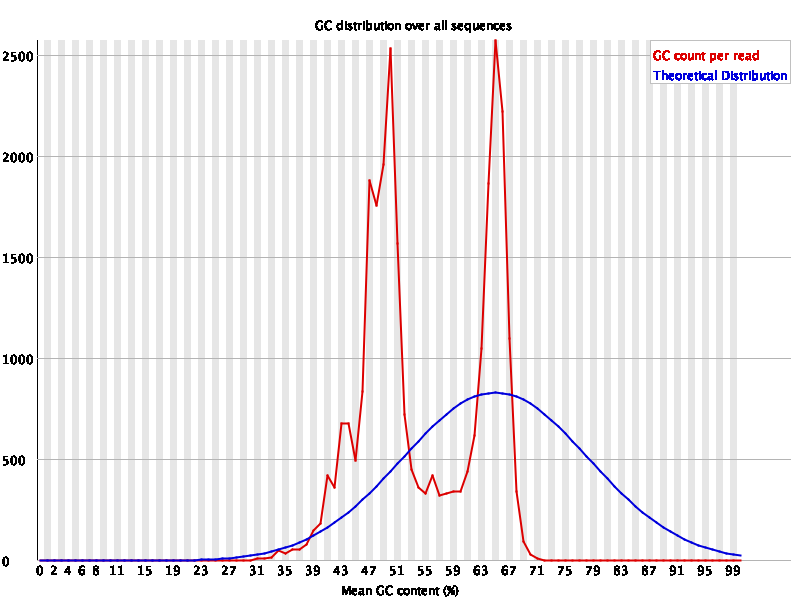 GC distribution over all sequences
GC count per read
Theoretical Distribution
2500
2000
1500
1000
500
0
0 2 4 6 8 11 15 19 23 27 31 35 39 43 47 51 55 59 63 67 71 75 79 83 87 91 95 99
Mean GC content (%)